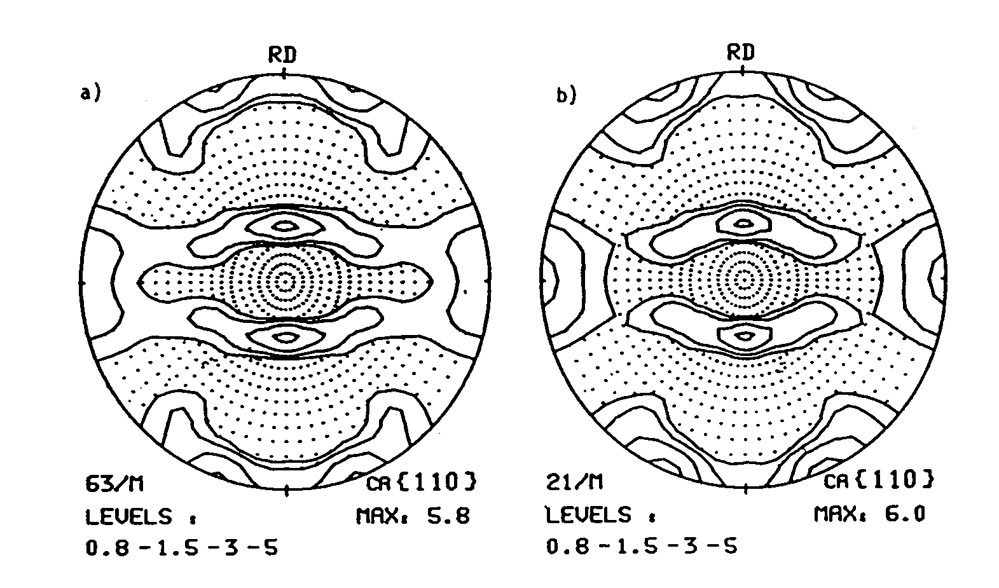 RD RD
a) b)
63/M CA{110} 21/M CA{110}
LEVELS : MAX: 5.8 LEVELS : MAX: 6.0
0.8-1.5-3-5 0.8-1.5-3-5